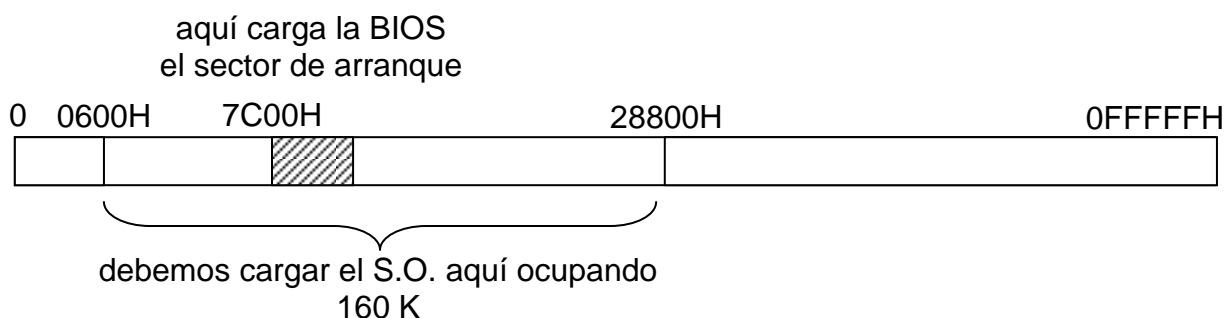 aquí carga la BIOS
el sector de arranque
0 0600H 7C00H 28800H 0FFFFFH
debemos cargar el S.O. aquí ocupando
160 K